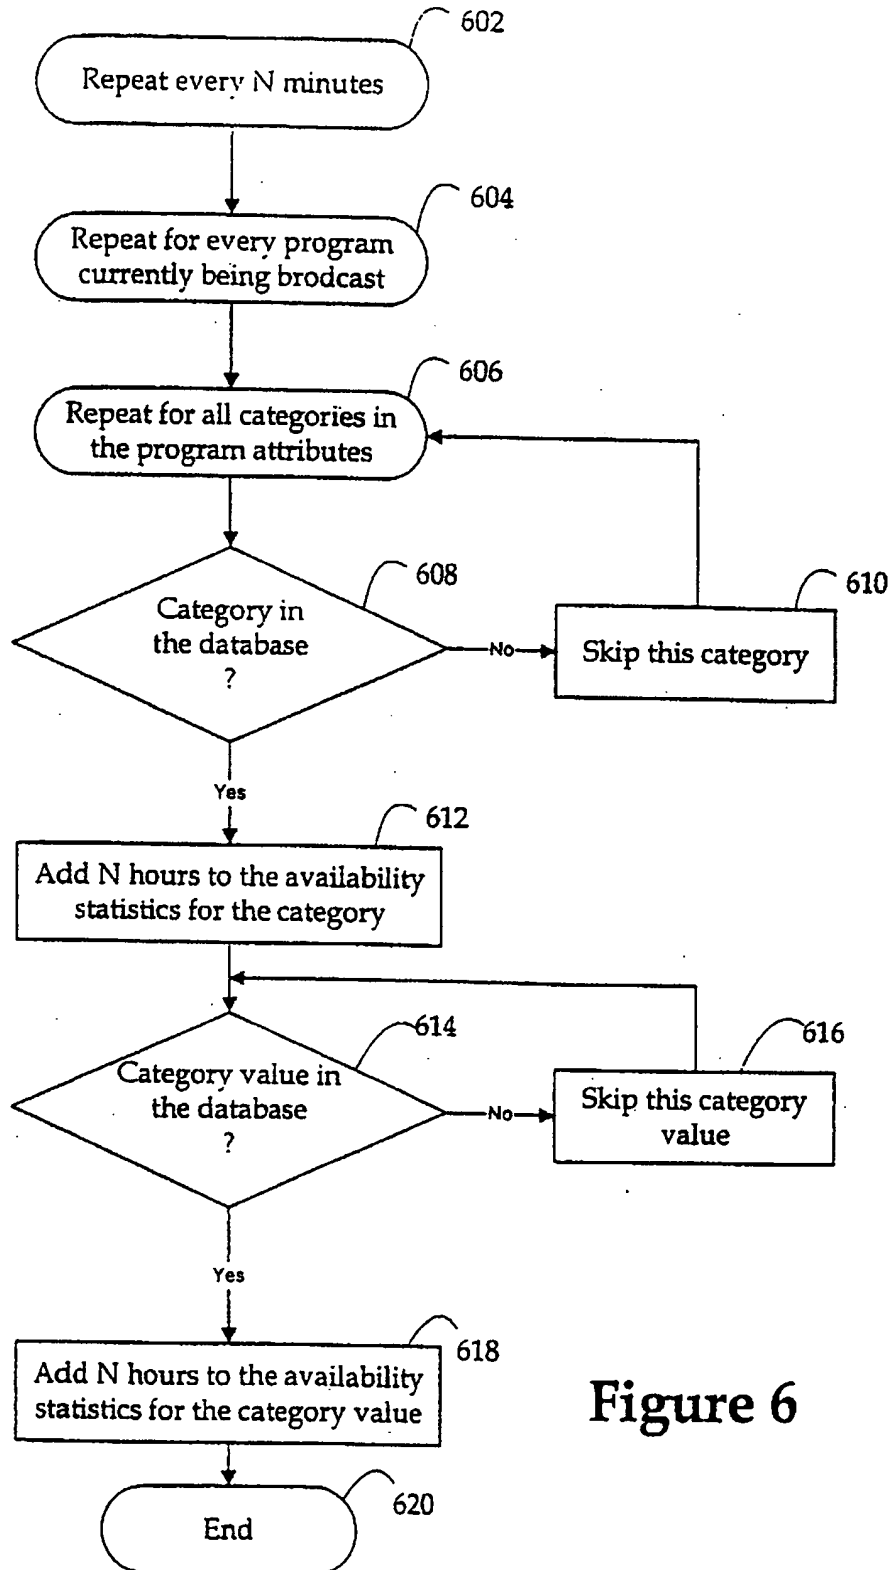 602
Repeat every N minutes
604
Repeat for every program
currently being brodcast
606
Repeat for all categories in
the program attributes
608
Category in
the database
?
No
610
Skip this category
Yes
612
Add N hours to the availability
statistics for the category
614
Category value in
the database
?
No
616
Skip this category
value
Yes
618
Add N hours to the availability
statistics for the category value
Figure 6
620
End